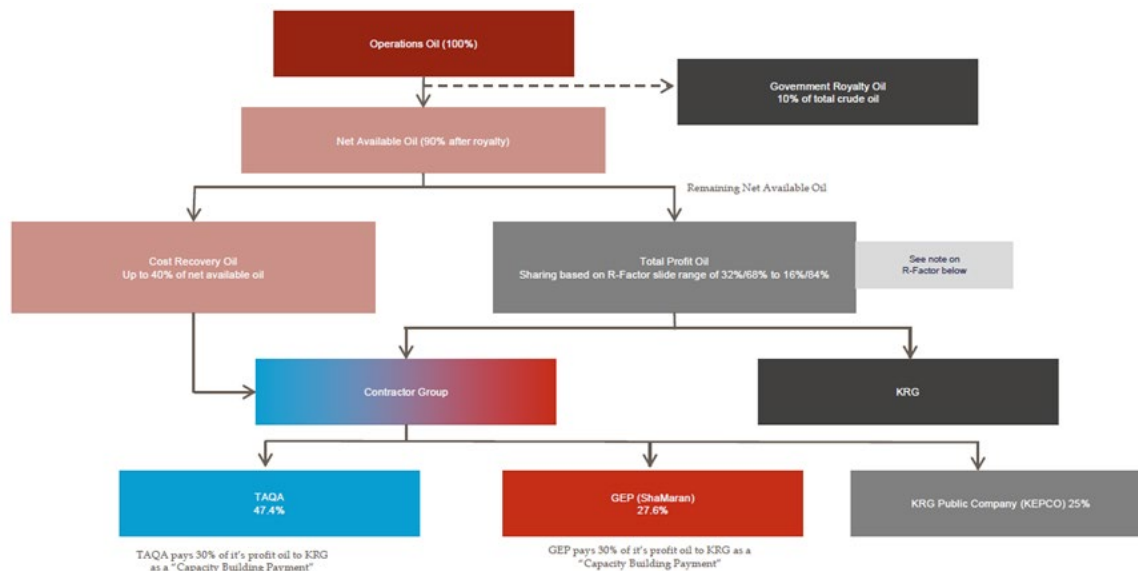 Operations Oil (100%)
Government Royalty Oil
10% of total crude oil
Net Available Oil (90% after royalty)
Remaining Net Available Oil
Cost Recovery Oil
Up to 40% of net available oil
Total Profit Oil
Sharing based on R-Factor slide range of 32%/68% to 16%/84%
See note on
R-Factor below
Contractor Group
KRG
TAQA
47.4%
GEP (ShaMaran)
27.6%
KRG Public Company (KEPCO) 25%
TAQA pays 30% of it's profit oil to KRG
as a "Capacity Building Payment"
GEP pays 30% of it's profit oil to KRG as a
"Capacity Building Payment"